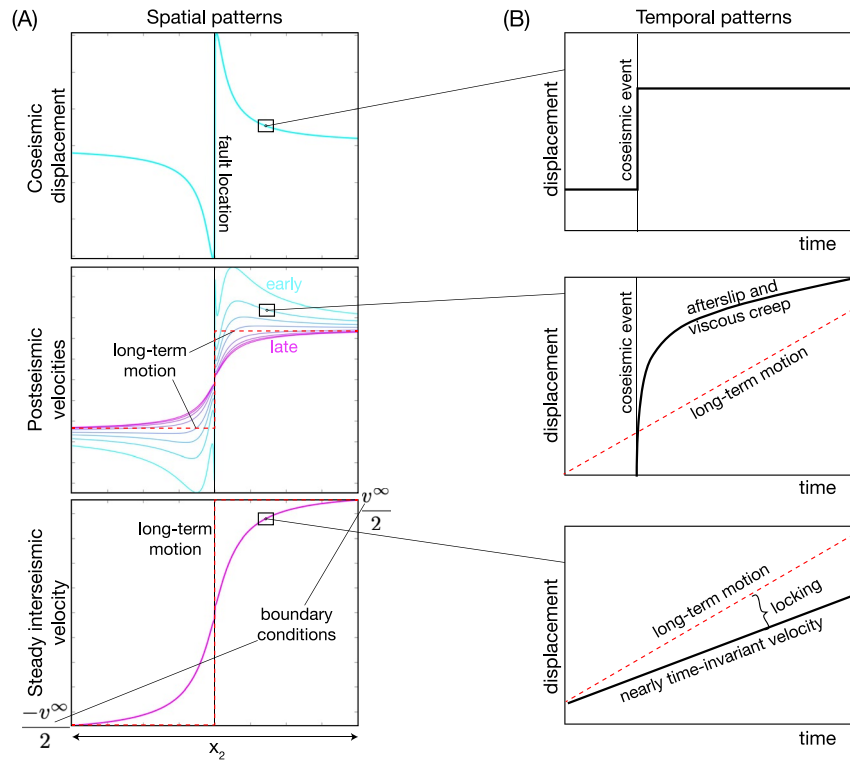 (A)
Spatial patterns
(B)
Temporal patterns
Coseismic
displacement
fault location
displacement
coseismic event
time
Postseismic
velocities
early
late
long-term
motion
displacement
coseismic event
afterslip and
viscous creep
long-term motion
time
Steady interseismic
velocity
long-term
motion
v∞
2
boundary
conditions
−v∞
2
x₂
displacement
long-term motion
locking
nearly time-invariant velocity
time